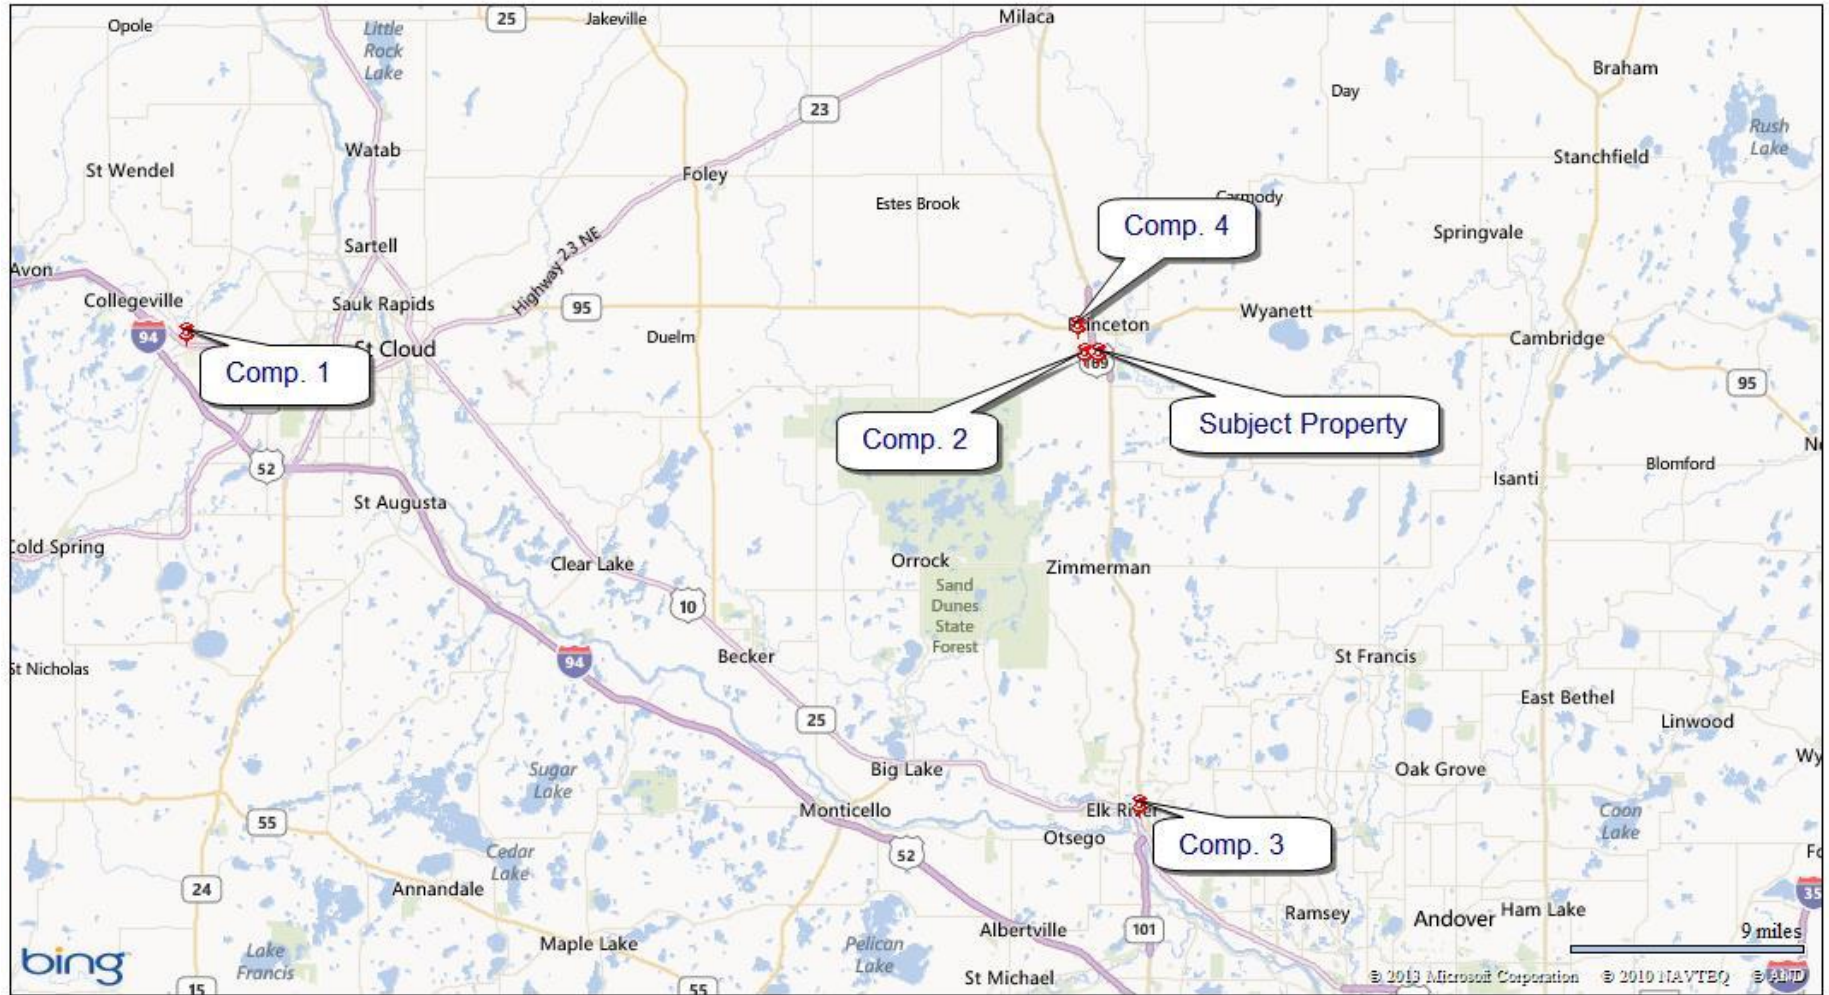 Opole
Little
Rock
Lake
25
Jakeville
Milaca
Braham
Day
23
Rush
Lake
Watab
St Wendel
Foley
Stanchfield
Estes Brook
Carmody
Comp. 4
Springvale
Sartell
Highway 23 NE
Avon
Collegeville
Sauk Rapids
95
Wyanett
94
Duelm
Cambridge
St Cloud
Comp. 1
95
Subject Property
Comp. 2
52
Blomford
Isanti
St Augusta
Cold Spring
Clear Lake
Orrock
Zimmerman
Sand
Dunes
State
Forest
10
94
Becker
St Francis
St Nicholas
East Bethel
25
Linwood
Sugar
Lake
Big Lake
Oak Grove
Monticello
Coon
Lake
55
Otsego
Comp. 3
Cedar
Lake
52
24
Annandale
35
Ramsey
Andover
Ham Lake
101
Albertville
9 miles
Maple Lake
Pelican
Lake
Lake
Francis
bing
St Michael
© 2013 Microsoft Corporation © 2010 NAVTEQ © AND
15
55